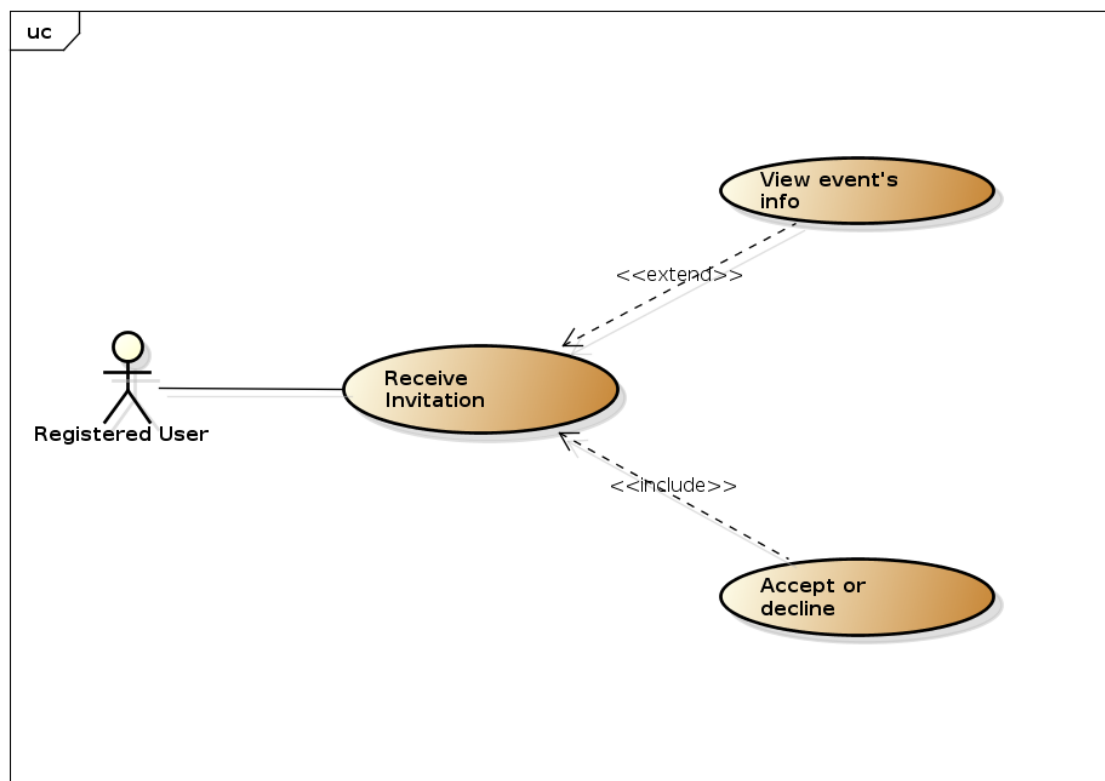 uc
View event's
info
<<extend>>
Receive
Invitation
Registered User
<<include>>
Accept or
decline